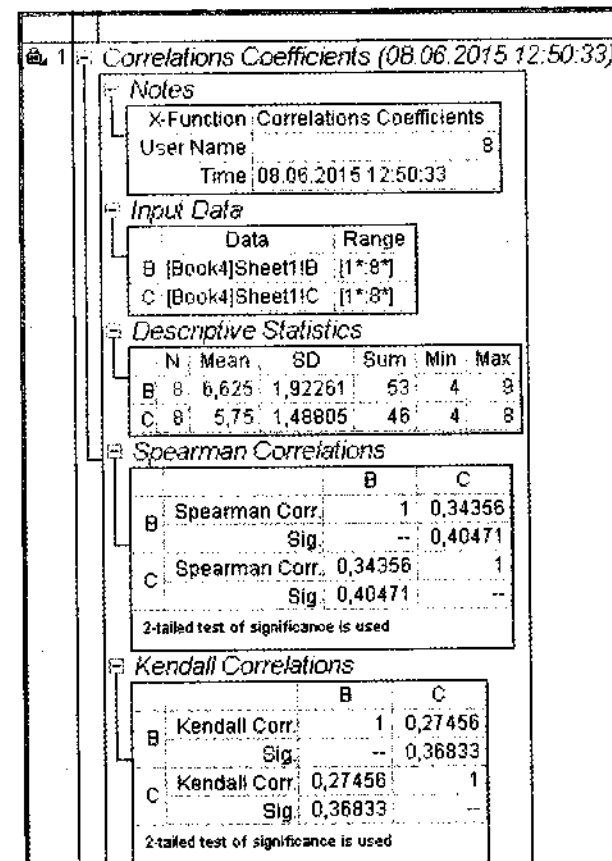 1 Correlations Coefficients (08.06.2015 12:50:33)
Notes
X-Function Correlations Coefficients
User Name 8
Time 08.06.2015 12:50:33
Input Data
Data Range
B [Book4]Sheet1!B [1*:8*]
C [Book4]Sheet1!C [1*:8*]
Descriptive Statistics
N Mean SD Sum Min Max
B 8 6,625 1,92261 53 4 9
C 8 5,75 1,48805 46 4 8
Spearman Correlations
B C
B Spearman Corr. 1 0,34356
Sig. -- 0,40471
C Spearman Corr. 0,34356 1
Sig. 0,40471 --
2-tailed test of significance is used
Kendall Correlations
B C
B Kendall Corr. 1 0,27456
Sig. -- 0,36833
C Kendall Corr. 0,27456 1
Sig. 0,36833 --
2-tailed test of significance is used